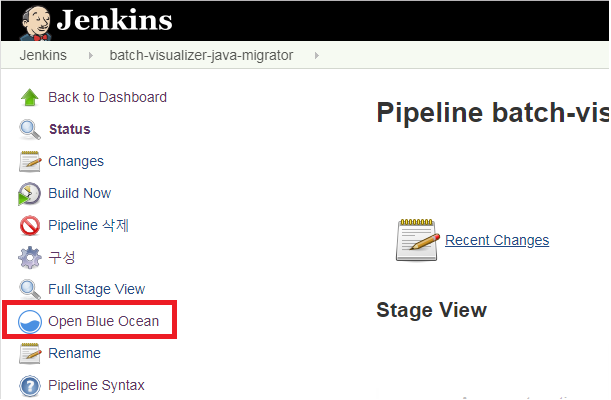 Jenkins
Jenkins batch-visualizer-java-migrator
Back to Dashboard
Status
Changes
Build Now
Pipeline 삭제
구성
Full Stage View
Open Blue Ocean
Rename
Pipeline Syntax
Pipeline batch-vis
Recent Changes
Stage View